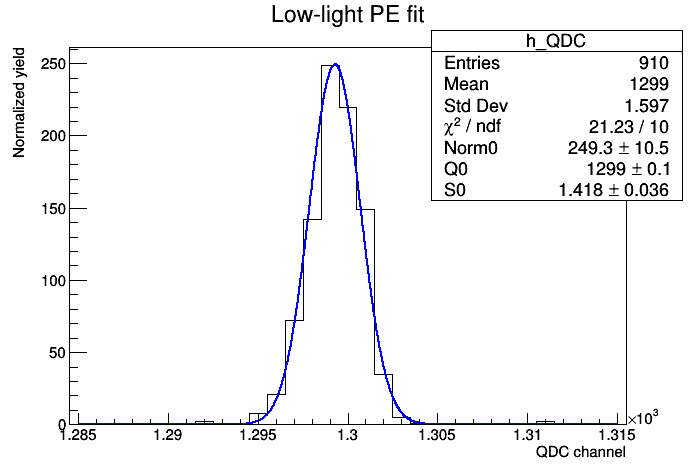 Low-light PE fit
h_QDC
Entries 910
Mean 1299
Std Dev 1.597
χ² / ndf 21.23 / 10
Norm0 249.3 ± 10.5
Q0 1299 ± 0.1
S0 1.418 ± 0.036
Normalized yield
250
200
150
100
50
0
1.285 1.29 1.295 1.3 1.305 1.31 1.315
×10³
QDC channel